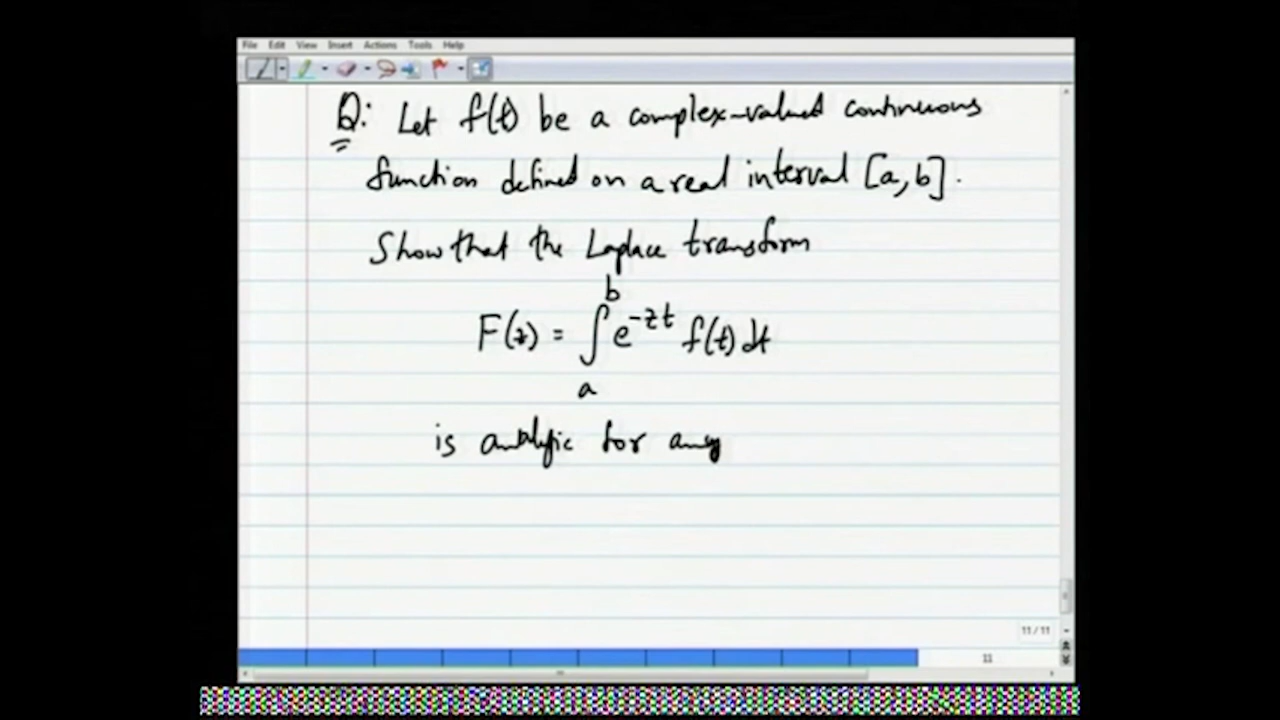 File Edit View Insert Actions Tools Help
Q: Let f(t) be a complex-valued continuous
function defined on a real interval [a, b].
Show that the Laplace transform
b
F(z) = ∫ e^{-zt} f(t) dt
a
is analytic for any
11 / 11
11